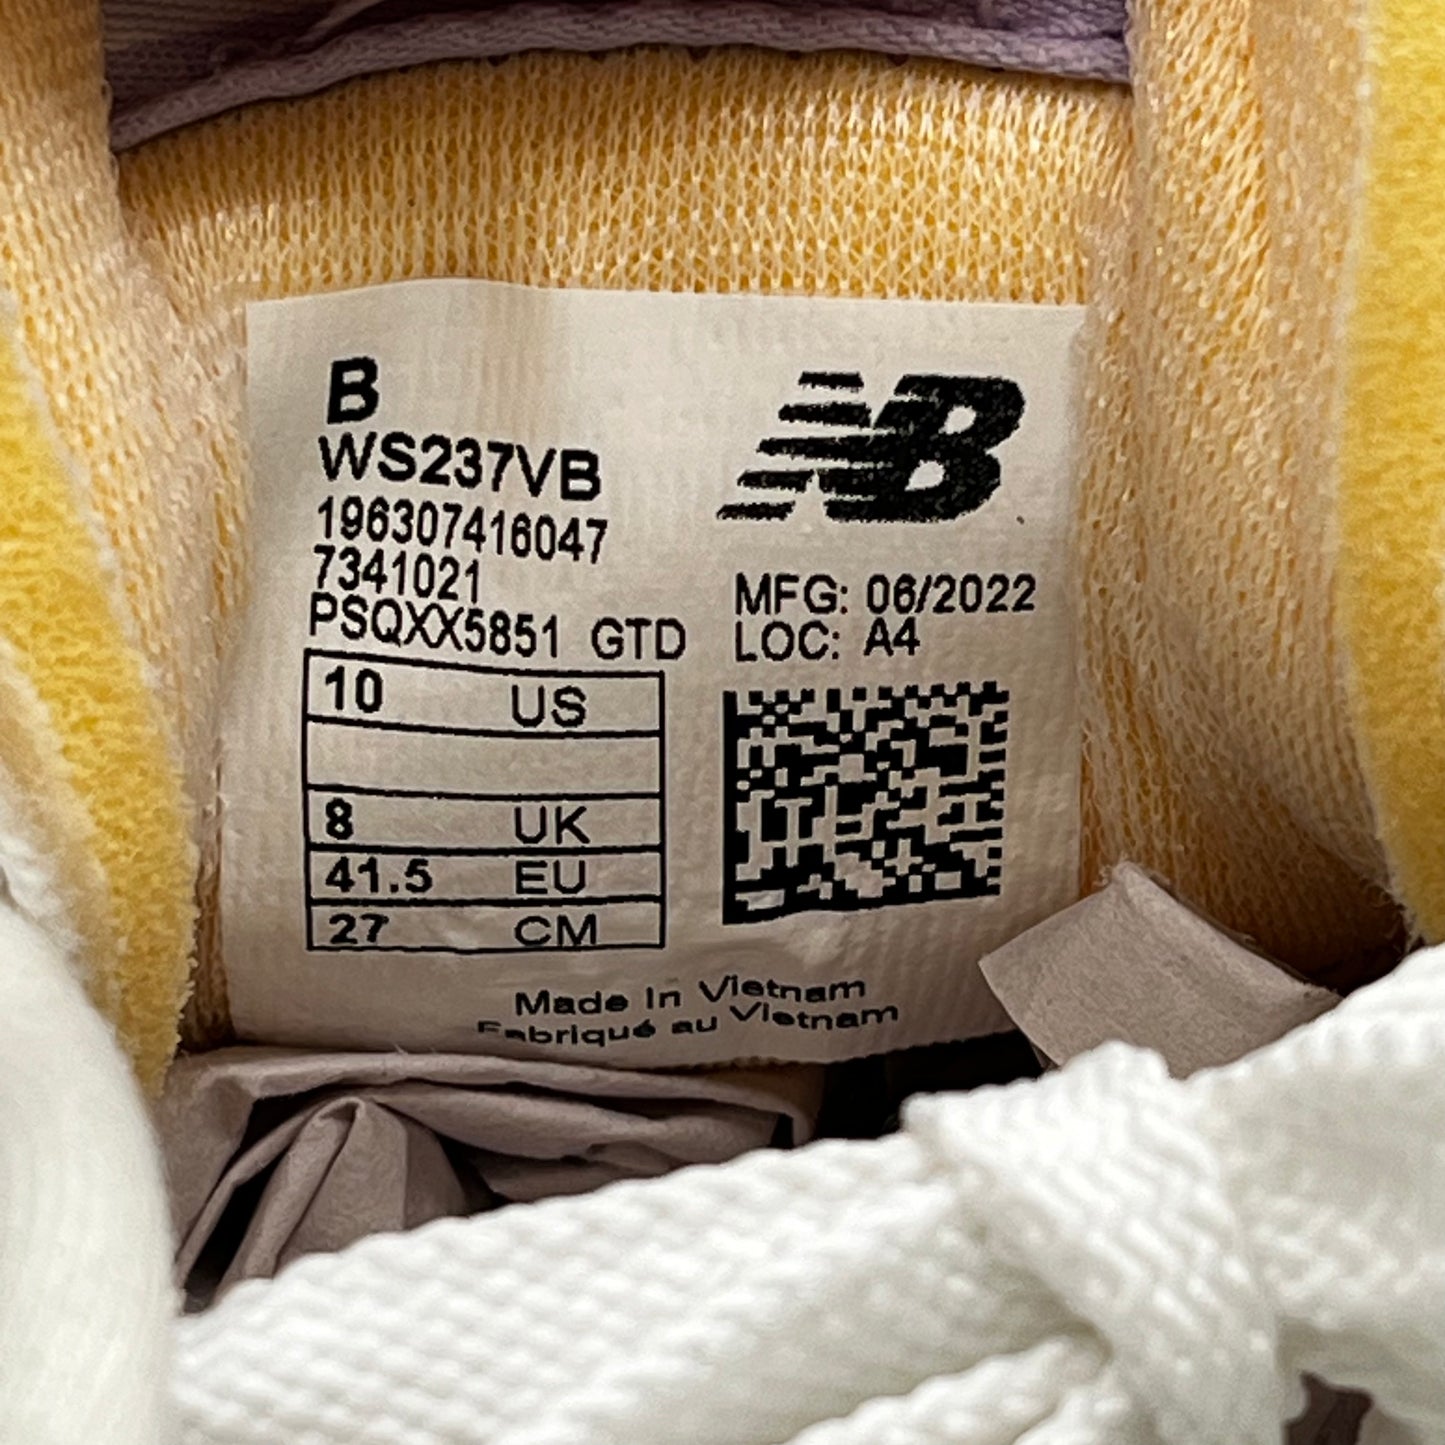 B
WS237VB
196307416047
7341021
PSQXX5851 GTD
NB
MFG: 06/2022
LOC: A4
10 US
8 UK
41.5 EU
27 CM
Made In Vietnam
Fabriqué au Vietnam